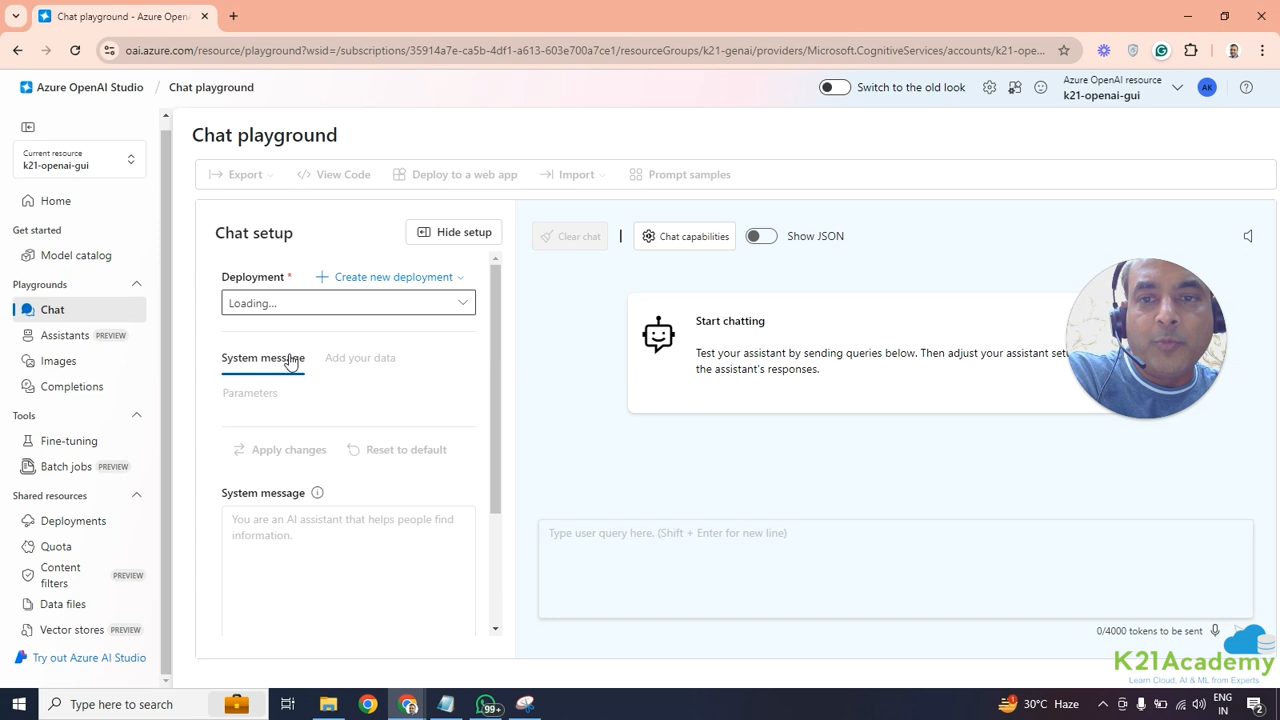 Chat playground - Azure OpenA
oai.azure.com/resource/playground?wsid=/subscriptions/35914a7e-ca5b-4df1-a613-603e700a7ce1/resourceGroups/k21-genai/providers/Microsoft.CognitiveServices/accounts/k21-ope...
Azure OpenAI Studio / Chat playground
Switch to the old look
Azure OpenAI resource
k21-openai-gui
AK
Current resource
k21-openai-gui
Home
Get started
Model catalog
Playgrounds
Chat
Assistants PREVIEW
Images
Completions
Tools
Fine-tuning
Batch jobs PREVIEW
Shared resources
Deployments
Quota
Content filters PREVIEW
Data files
Vector stores PREVIEW
Try out Azure AI Studio
Chat playground
Export
View Code
Deploy to a web app
Import
Prompt samples
Chat setup
Hide setup
Deployment *
Create new deployment
Loading...
System message
Add your data
Parameters
Apply changes
Reset to default
System message
You are an AI assistant that helps people find
information.
Clear chat
Chat capabilities
Show JSON
Start chatting
Test your assistant by sending queries below. Then adjust your assistant
the assistant's responses.
Type user query here. (Shift + Enter for new line)
0/4000 tokens to be sent
K21Academy
Learn Cloud, AI & ML from Experts
Type here to search
99+
30°C Haze
ENG
IN
2